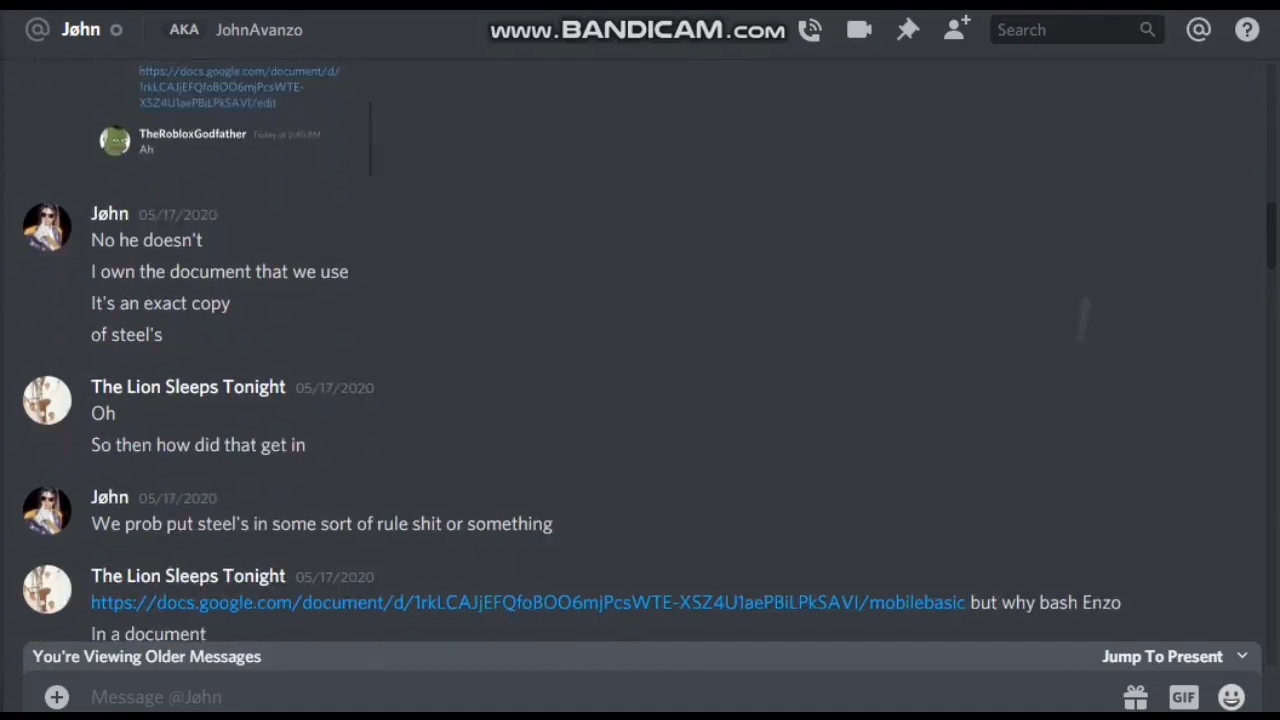 Jøhn AKA JohnAvanzo www.BANDICAM.com Search
https://docs.google.com/document/d/
1rkLCAJjEFQfoBOO6mjPcsWTE-
XSZ4U1aePBiLPkSAVI/edit
TheRobloxGodfather Today at 2:40 PM
Ah
Jøhn 05/17/2020
No he doesn't
I own the document that we use
It's an exact copy
of steel's
The Lion Sleeps Tonight 05/17/2020
Oh
So then how did that get in
Jøhn 05/17/2020
We prob put steel's in some sort of rule shit or something
The Lion Sleeps Tonight 05/17/2020
https://docs.google.com/document/d/1rkLCAJjEFQfoBOO6mjPcsWTE-XSZ4U1aePBiLPkSAVI/mobilebasic but why bash Enzo
In a document
You're Viewing Older Messages Jump To Present
Message @Jøhn GIF